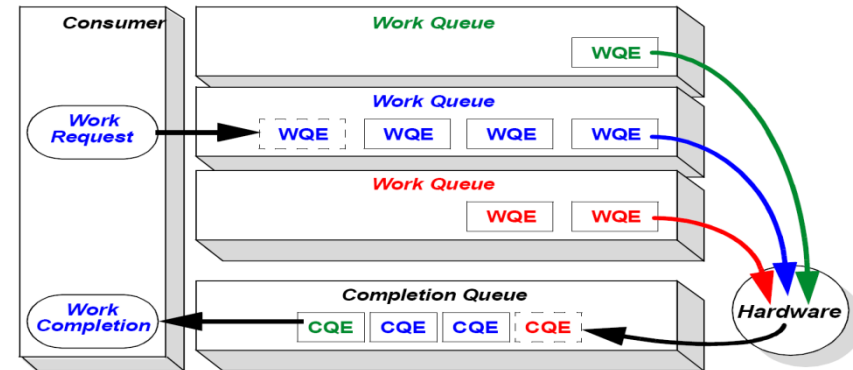 Consumer
Work Queue
WQE
Work Queue
Work
Request
WQE WQE WQE WQE
Work Queue
WQE WQE
Completion Queue
Work
Completion
CQE CQE CQE CQE
Hardware